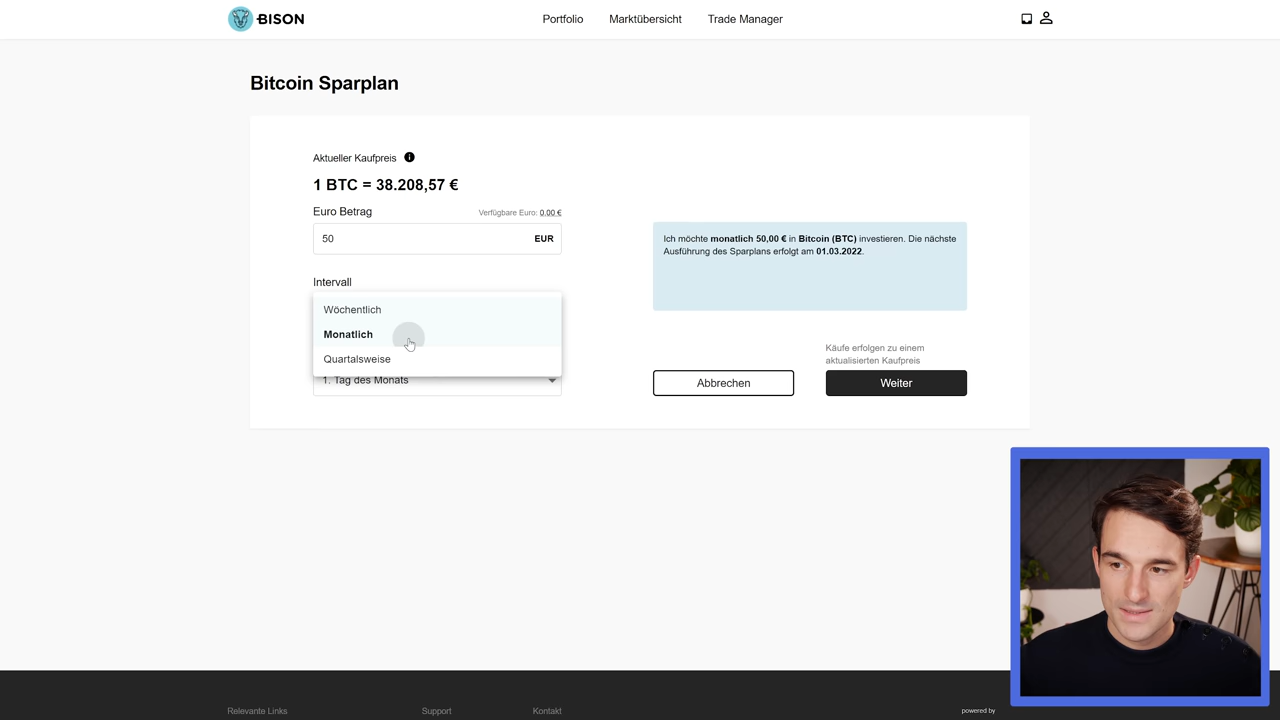 BISON
Portfolio
Marktübersicht
Trade Manager
Bitcoin Sparplan
Aktueller Kaufpreis
1 BTC = 38.208,57 €
Euro Betrag
Verfügbare Euro: 0,00 €
50
EUR
Intervall
Wöchentlich
Monatlich
Quartalsweise
1. Tag des Monats
Ich möchte monatlich 50,00 € in Bitcoin (BTC) investieren. Die nächste
Ausführung des Sparplans erfolgt am 01.03.2022.
Käufe erfolgen zu einem
aktualisierten Kaufpreis
Abbrechen
Weiter
Relevante Links
Support
Kontakt
powered by